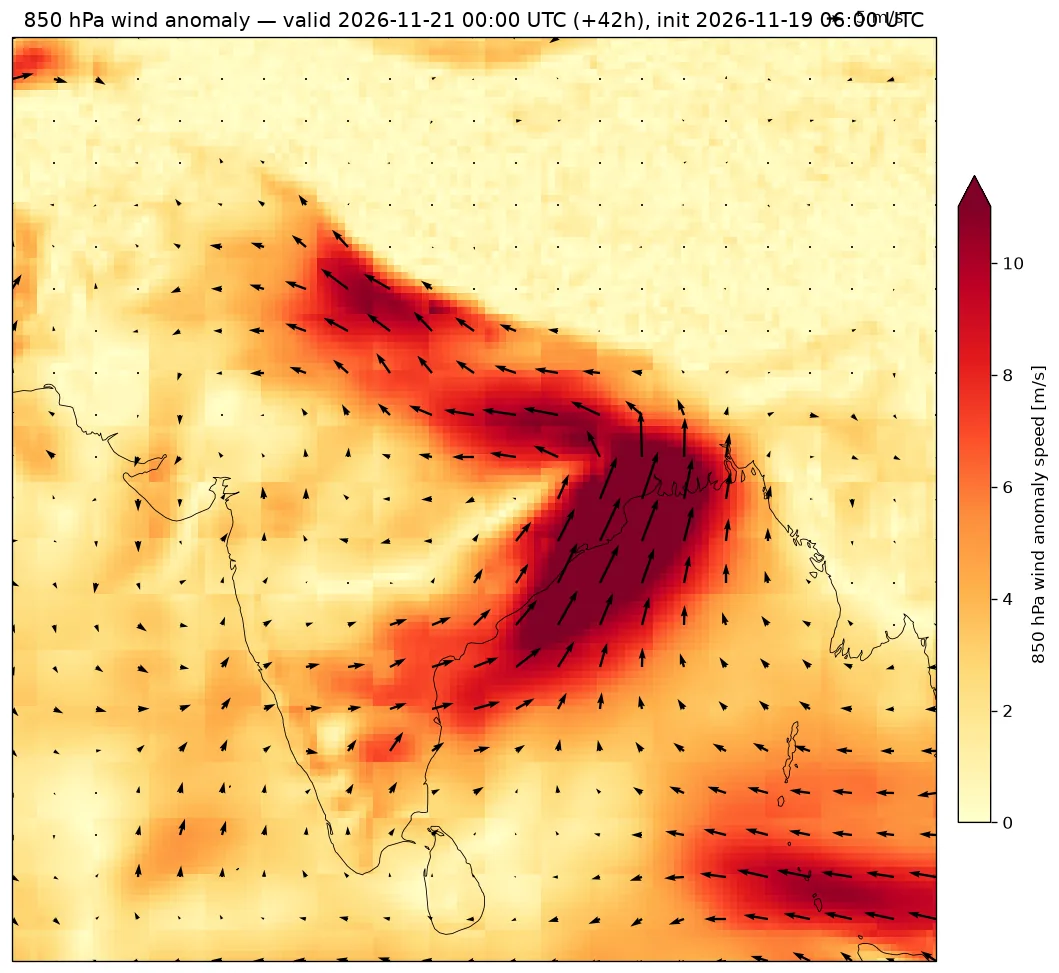 850 hPa wind anomaly — valid 2026-11-21 00:00 UTC (+42h), init 2026-11-19 06:00 UTC
5 m/s
10
8
6
4
2
0
850 hPa wind anomaly speed [m/s]